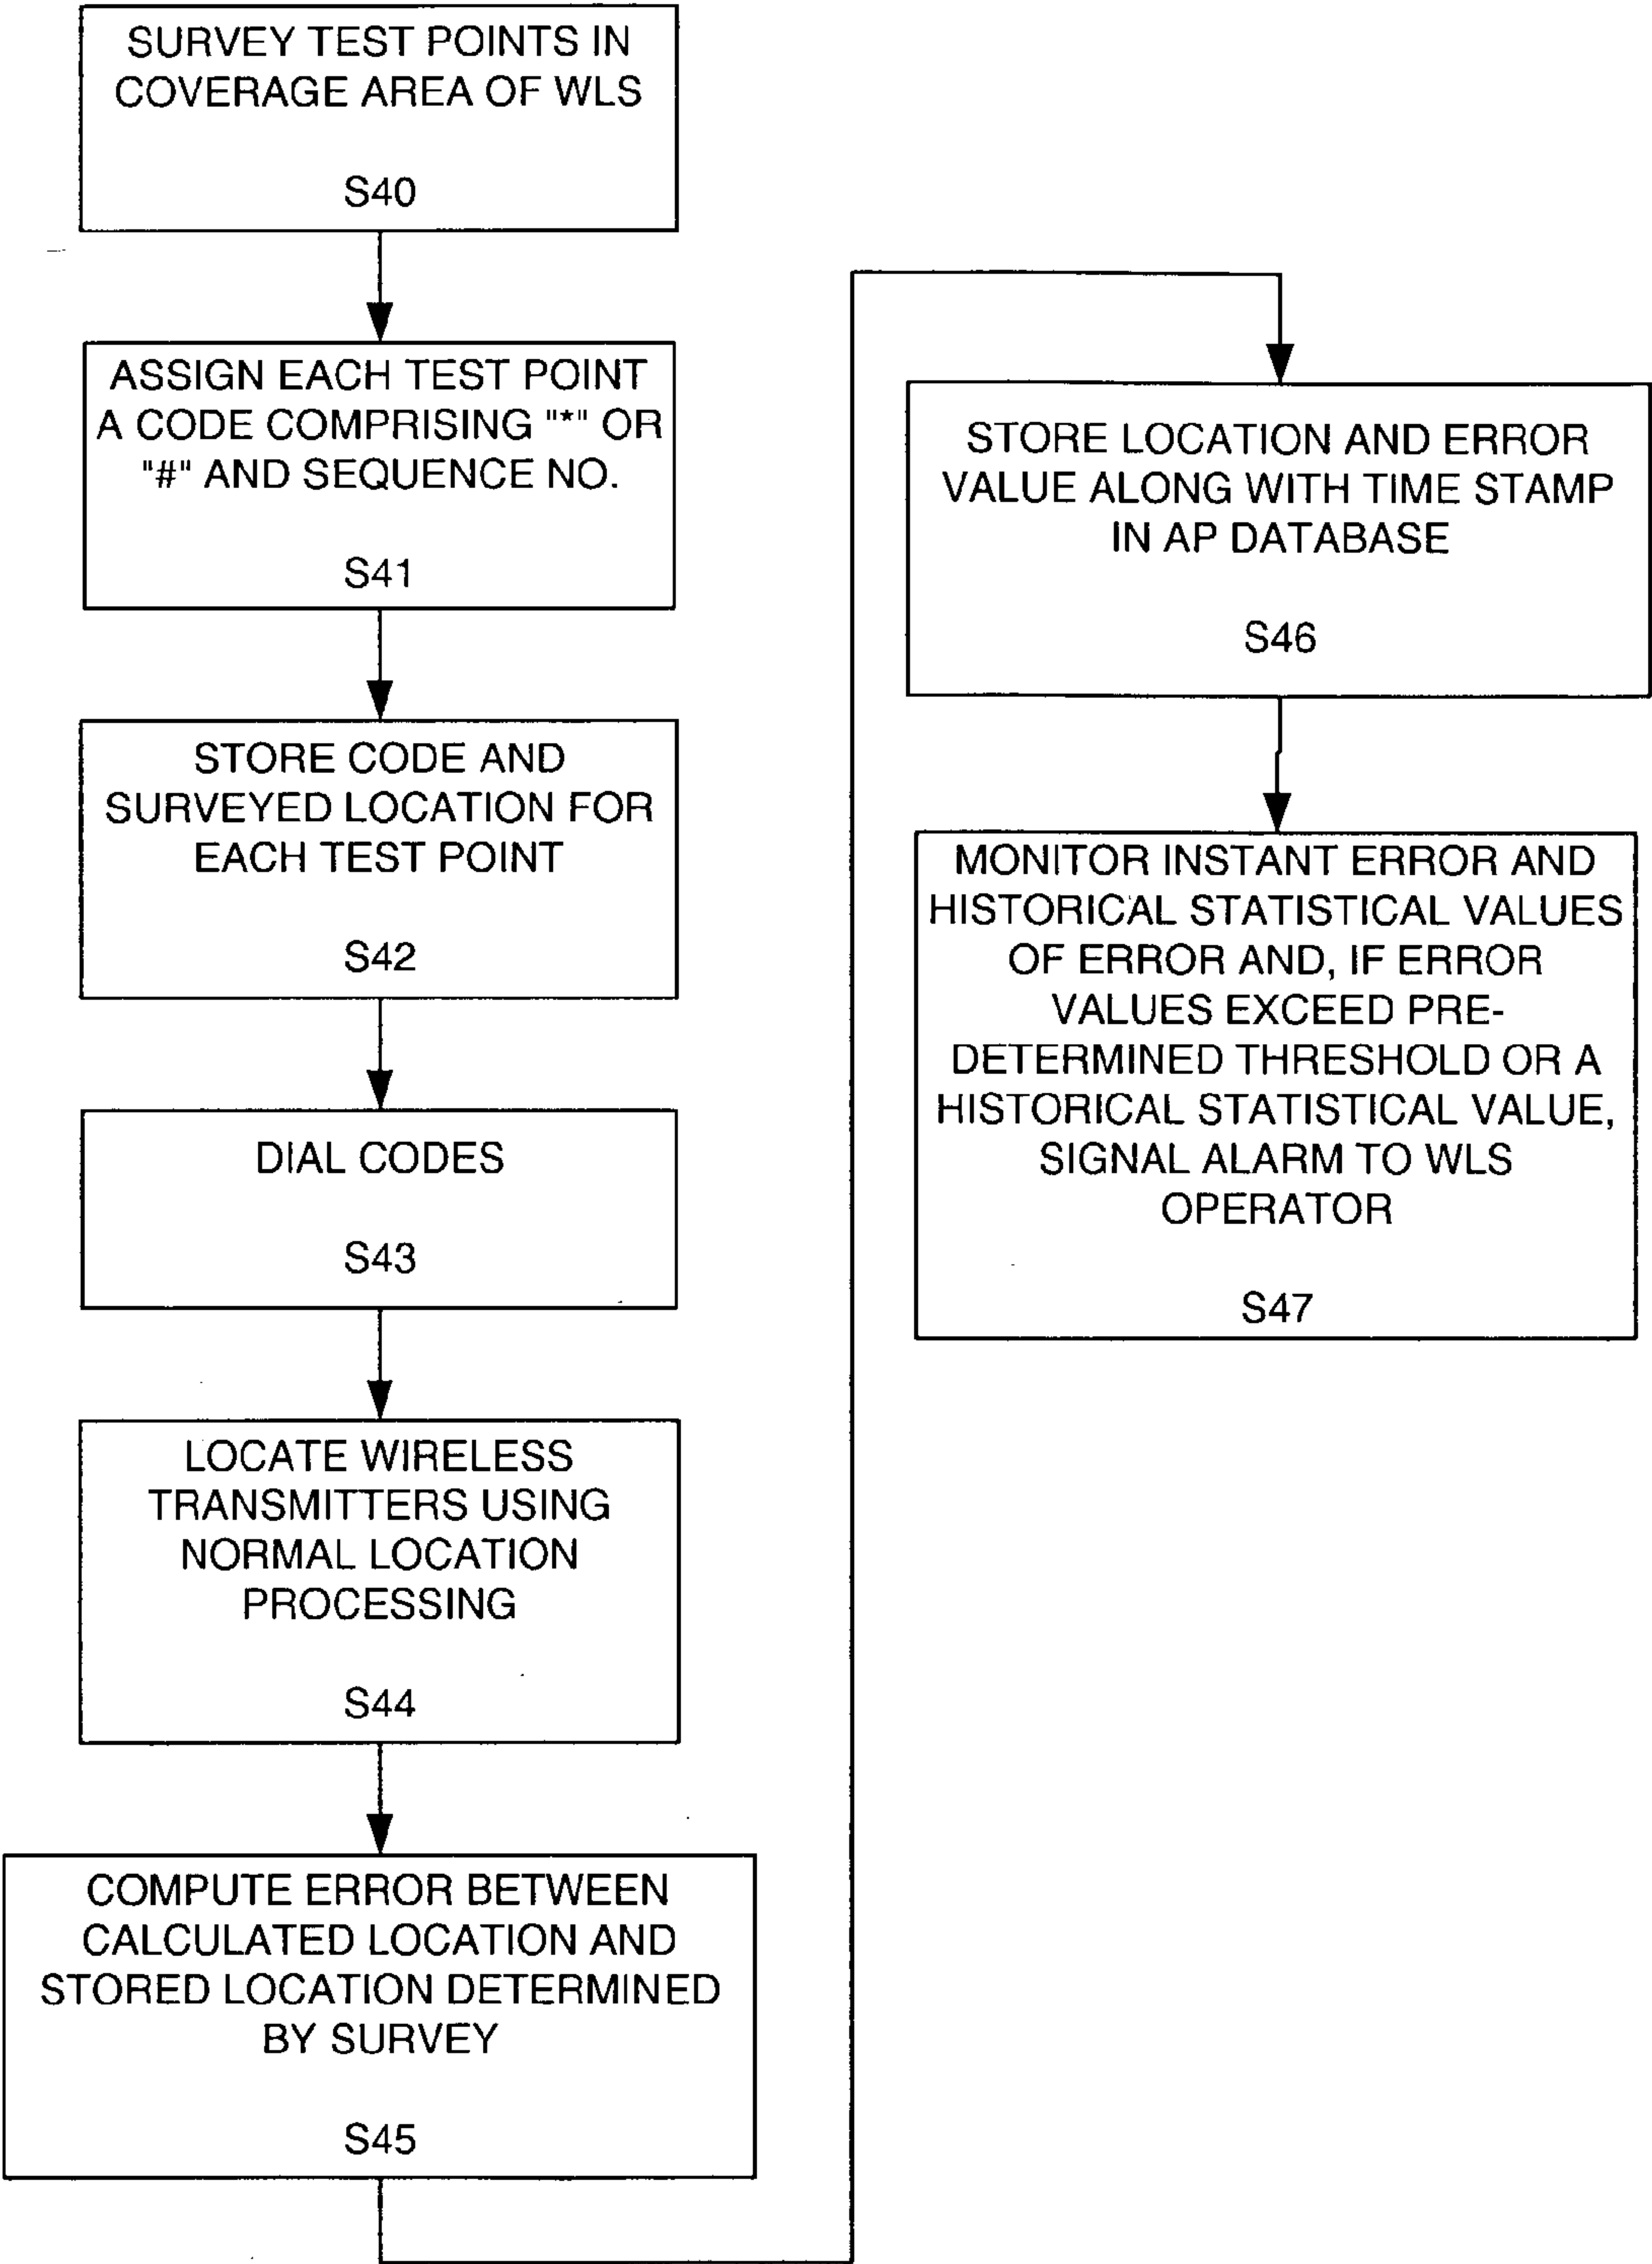 SURVEY TEST POINTS IN
COVERAGE AREA OF WLS
S40
ASSIGN EACH TEST POINT
A CODE COMPRISING "*" OR
"#" AND SEQUENCE NO.
S41
STORE CODE AND
SURVEYED LOCATION FOR
EACH TEST POINT
S42
DIAL CODES
S43
LOCATE WIRELESS
TRANSMITTERS USING
NORMAL LOCATION
PROCESSING
S44
COMPUTE ERROR BETWEEN
CALCULATED LOCATION AND
STORED LOCATION DETERMINED
BY SURVEY
S45
STORE LOCATION AND ERROR
VALUE ALONG WITH TIME STAMP
IN AP DATABASE
S46
MONITOR INSTANT ERROR AND
HISTORICAL STATISTICAL VALUES
OF ERROR AND, IF ERROR
VALUES EXCEED PRE-
DETERMINED THRESHOLD OR A
HISTORICAL STATISTICAL VALUE,
SIGNAL ALARM TO WLS
OPERATOR
S47